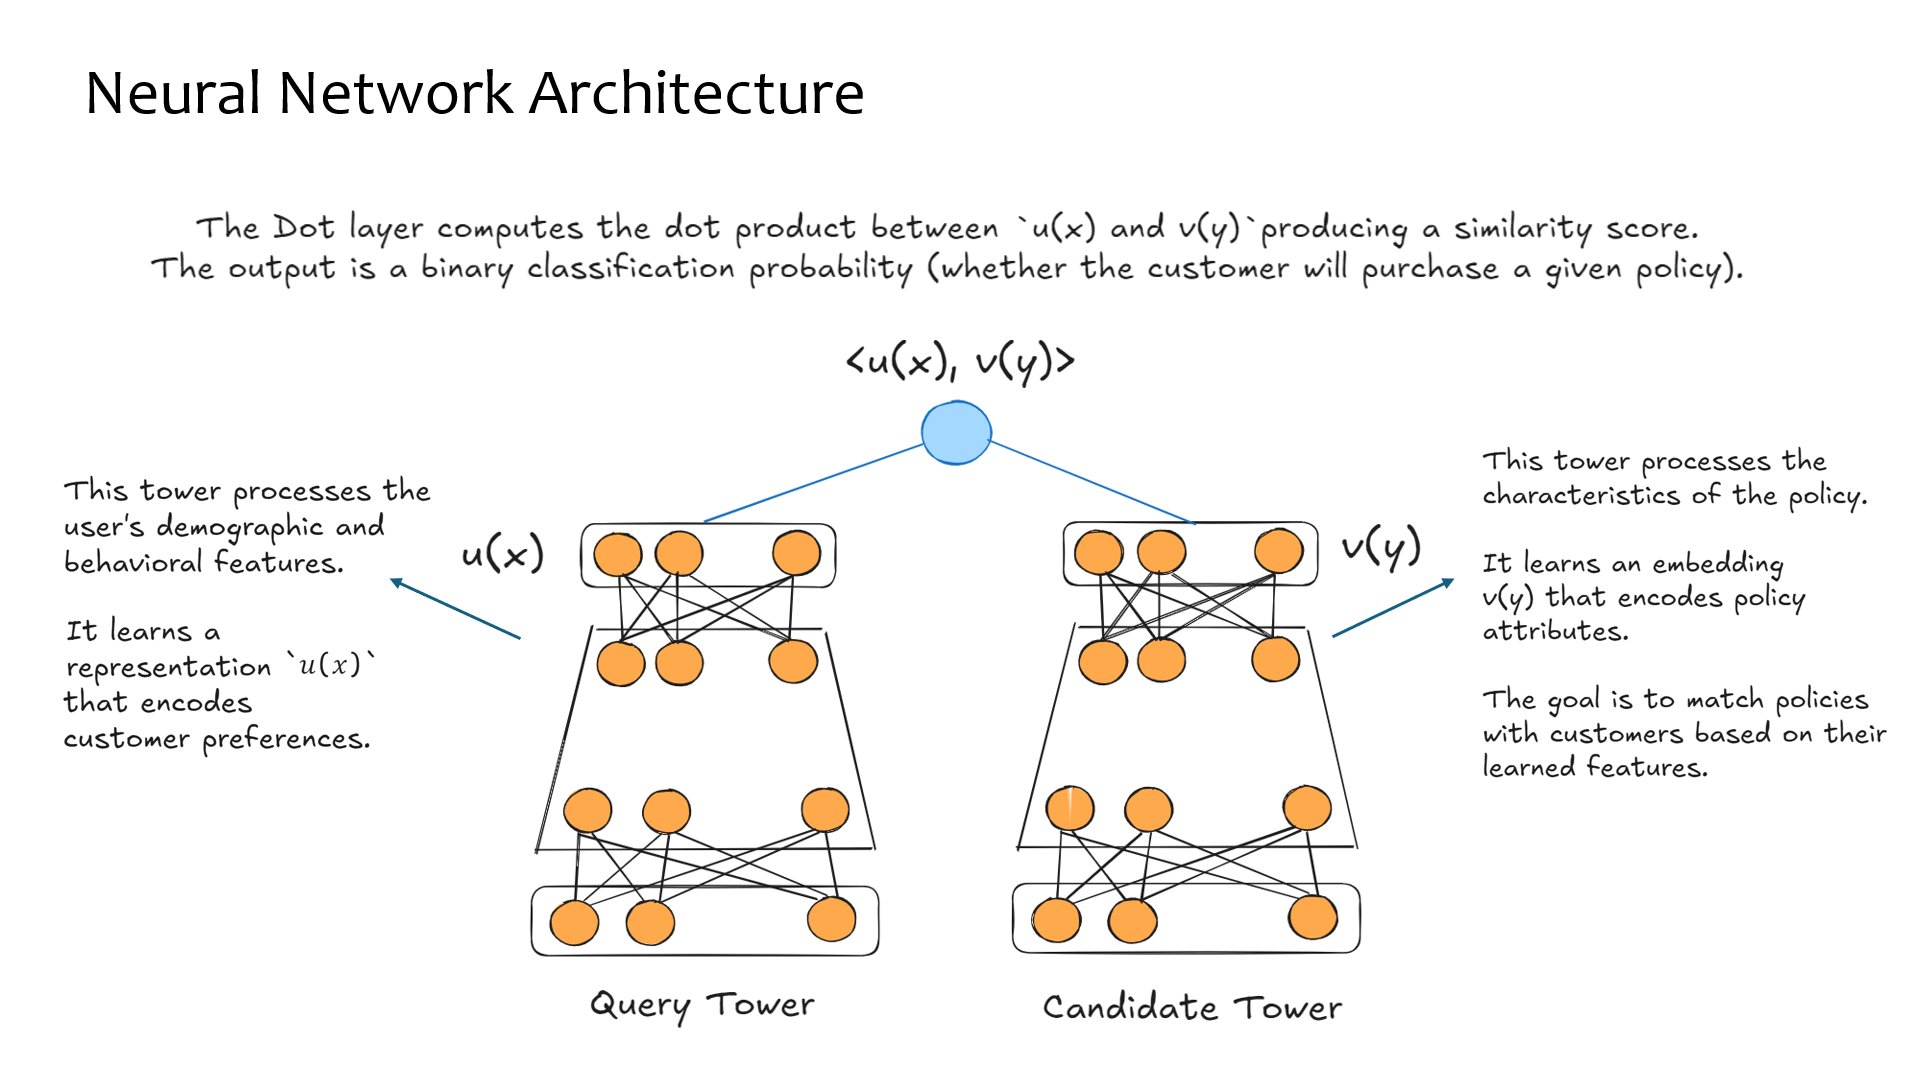 Neural Network Architecture
The Dot layer computes the dot product between `u(x) and v(y)`producing a similarity score.
The output is a binary classification probability (whether the customer will purchase a given policy).
<u(x), v(y)>
This tower processes the
user's demographic and
behavioral features.
It learns a
representation `u(x)`
that encodes
customer preferences.
u(x)
v(y)
This tower processes the
characteristics of the policy.
It learns an embedding
v(y) that encodes policy
attributes.
The goal is to match policies
with customers based on their
learned features.
Query Tower
Candidate Tower